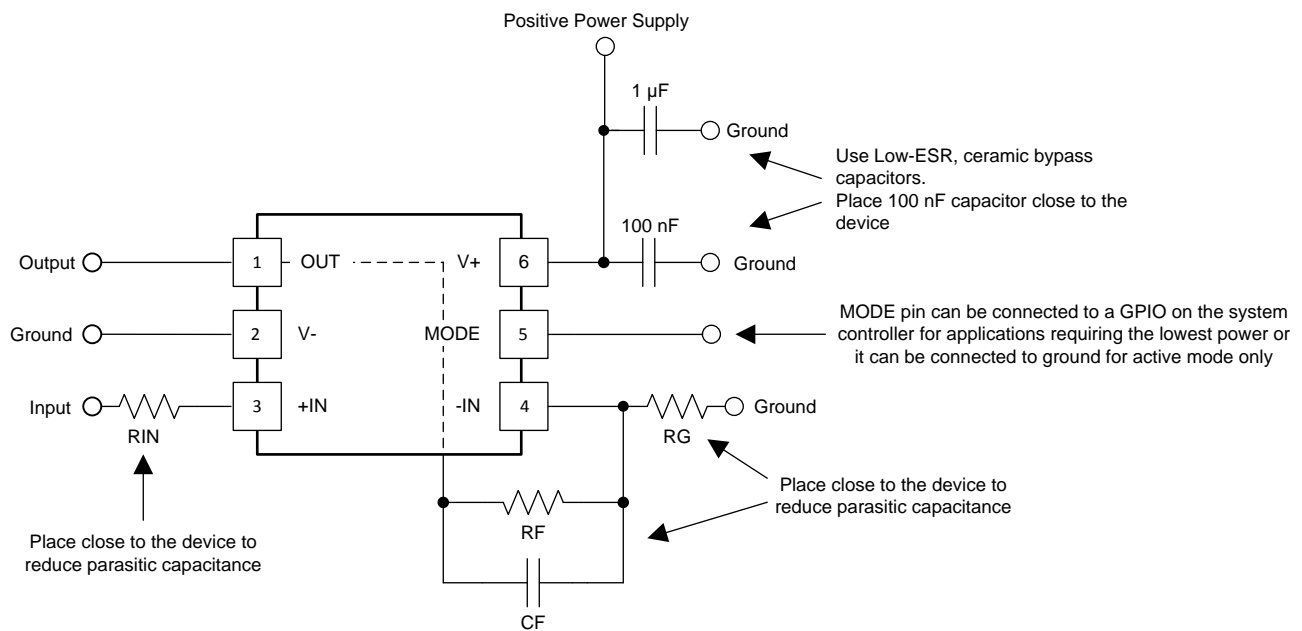 Positive Power Supply
1 µF
Ground
Use Low-ESR, ceramic bypass
capacitors.
Place 100 nF capacitor close to the
device
100 nF
Output
1
OUT
V+
6
Ground
Ground
2
V-
MODE
5
MODE pin can be connected to a GPIO on the system
controller for applications requiring the lowest power or
it can be connected to ground for active mode only
Input
RIN
3
+IN
-IN
4
RG
Ground
Place close to the device to
reduce parasitic capacitance
Place close to the device to
reduce parasitic capacitance
RF
CF